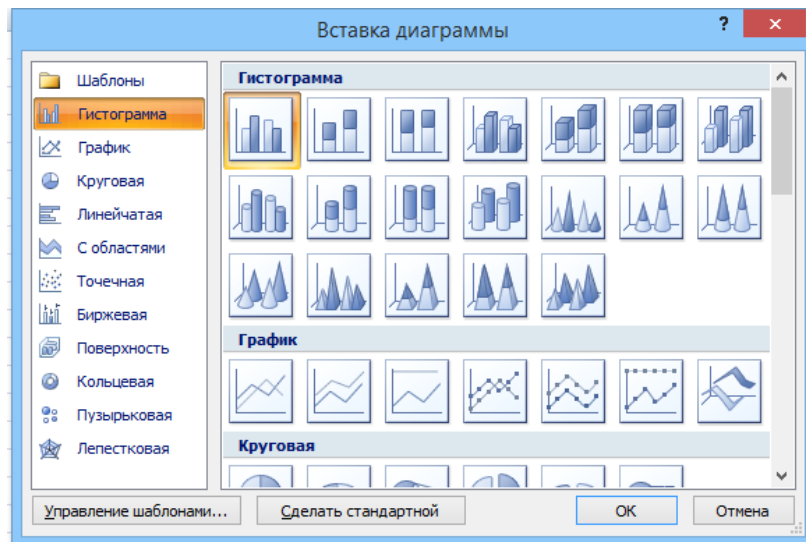 Вставка диаграммы
?
Шаблоны
Гистограмма
График
Круговая
Линейчатая
С областями
Точечная
Биржевая
Поверхность
Кольцевая
Пузырьковая
Лепестковая
Гистограмма
График
Круговая
Управление шаблонами...
Сделать стандартной
ОК
Отмена